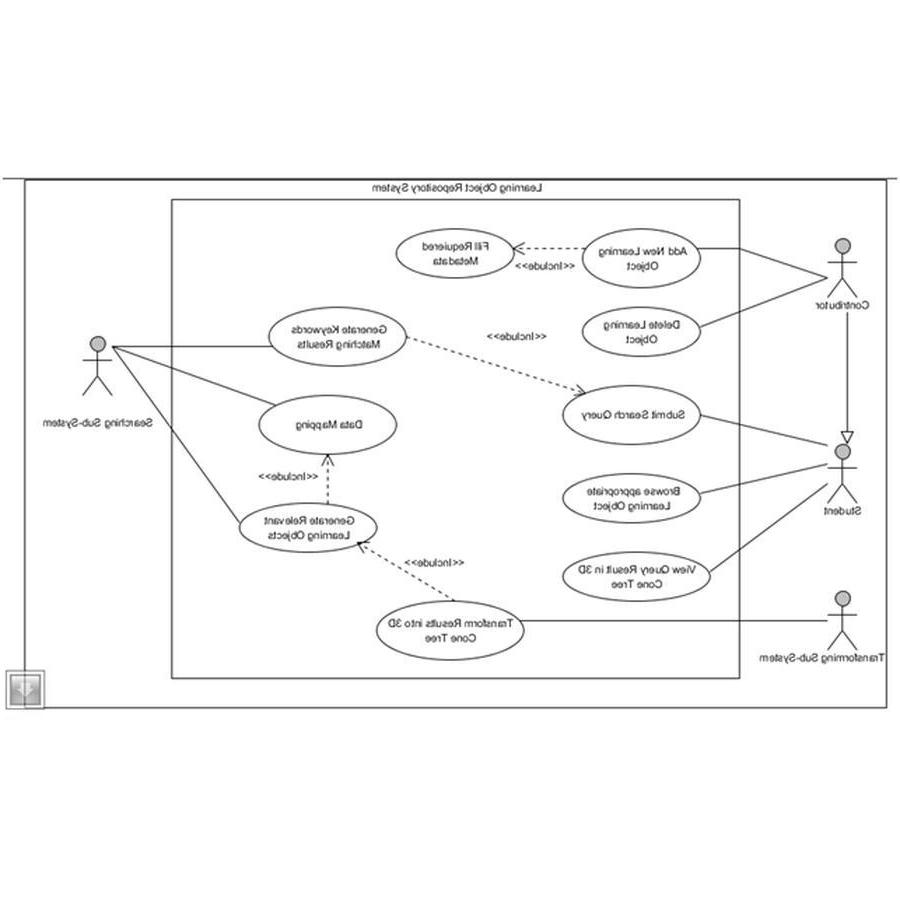 Learning Object Repository System
Add New Learning
Object
<<Include>>
Fill Requiered
Metadata
Contributor
Delete Learning
Object
<<Include>>
Generate Keywords
Matching Results
Submit Search Query
Data Mapping
Searching Sub-System
<<Include>>
Browse appropriate
Learning Object
Student
Generate Relevant
Learning Objects
<<Include>>
View Query Result in 3D
Cone Tree
Transform Results into 3D
Cone Tree
Transforming Sub-System